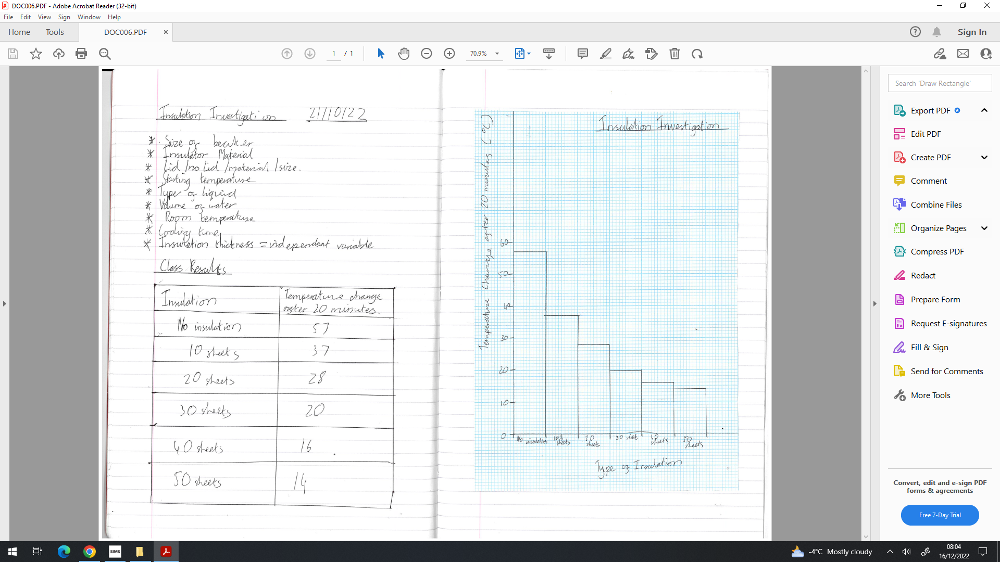 DOC006.PDF - Adobe Acrobat Reader (32-bit)
File Edit View Sign Window Help
Home Tools DOC006.PDF × Sign In
1 / 1 70.9%
Insulation Investigation 21/10/22
* Size of beaker
* Insulator Material
* Lid /no Lid /material /size.
* Starting temperature
* Type of liquid
* Volume of water
* Room temperature
* Cooling time
* Insulation thickness = independant variable
Class Results
Insulation Temperature change
after 20 minutes.
No insulation 57
10 sheets 37
20 sheets 28
30 sheets 20
40 sheets 16
50 sheets 14
Insulation Investigation
Temperature Change after 20 minutes (°C)
60
50
40
30
20
10
0
No insulation 10 sheets 20 sheets 30 sheets 40 sheets 50 sheets
Type of Insulation
Search 'Draw Rectangle'
Export PDF
Edit PDF
Create PDF
Comment
Combine Files
Organize Pages
Compress PDF
Redact
Prepare Form
Request E-signatures
Fill & Sign
Send for Comments
More Tools
Convert, edit and e-sign PDF
forms & agreements
Free 7-Day Trial
SIMS
-4°C Mostly cloudy
08:04
16/12/2022